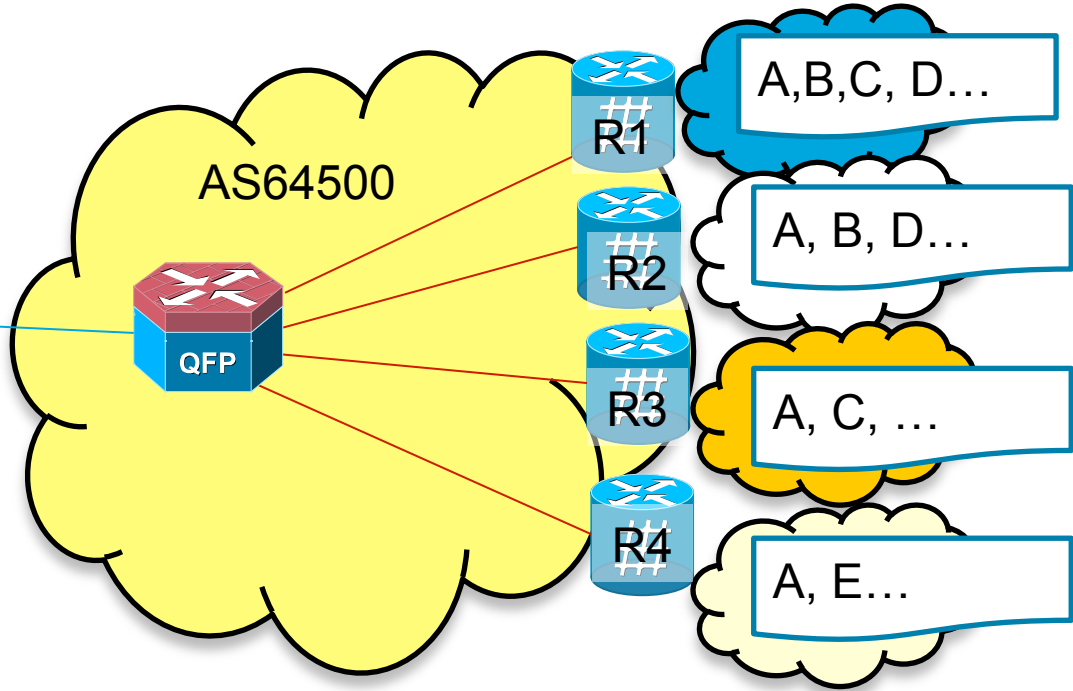 A,B,C, D…
R1
AS64500
A, B, D…
R2
QFP
R3
A, C, …
R4
A, E…